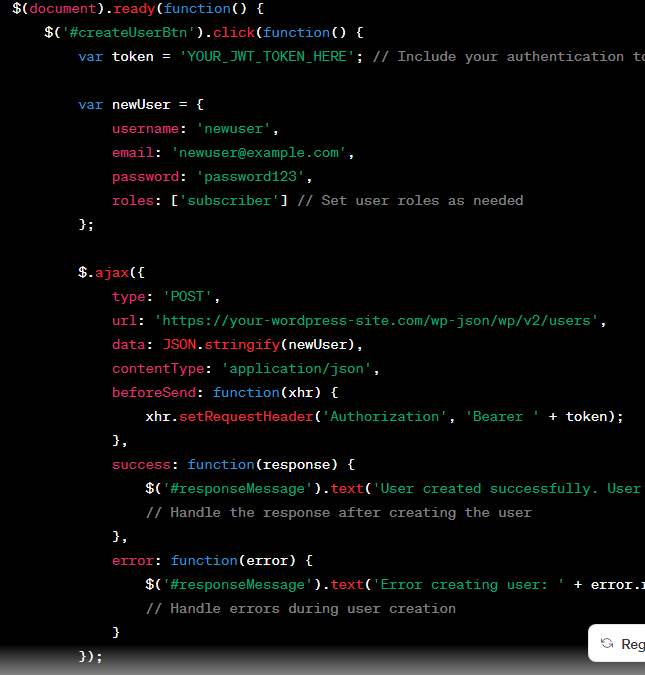 $(document).ready(function() {
$('#createUserBtn').click(function() {
var token = 'YOUR_JWT_TOKEN_HERE'; // Include your authentication
var newUser = {
username: 'newuser',
email: 'newuser@example.com',
password: 'password123',
roles: ['subscriber'] // Set user roles as needed
};
$.ajax({
type: 'POST',
url: 'https://your-wordpress-site.com/wp-json/wp/v2/users',
data: JSON.stringify(newUser),
contentType: 'application/json',
beforeSend: function(xhr) {
xhr.setRequestHeader('Authorization', 'Bearer ' + token);
},
success: function(response) {
$('#responseMessage').text('User created successfully. User
// Handle the response after creating the user
},
error: function(error) {
$('#responseMessage').text('Error creating user: ' + error.
// Handle errors during user creation
}
Reg
});